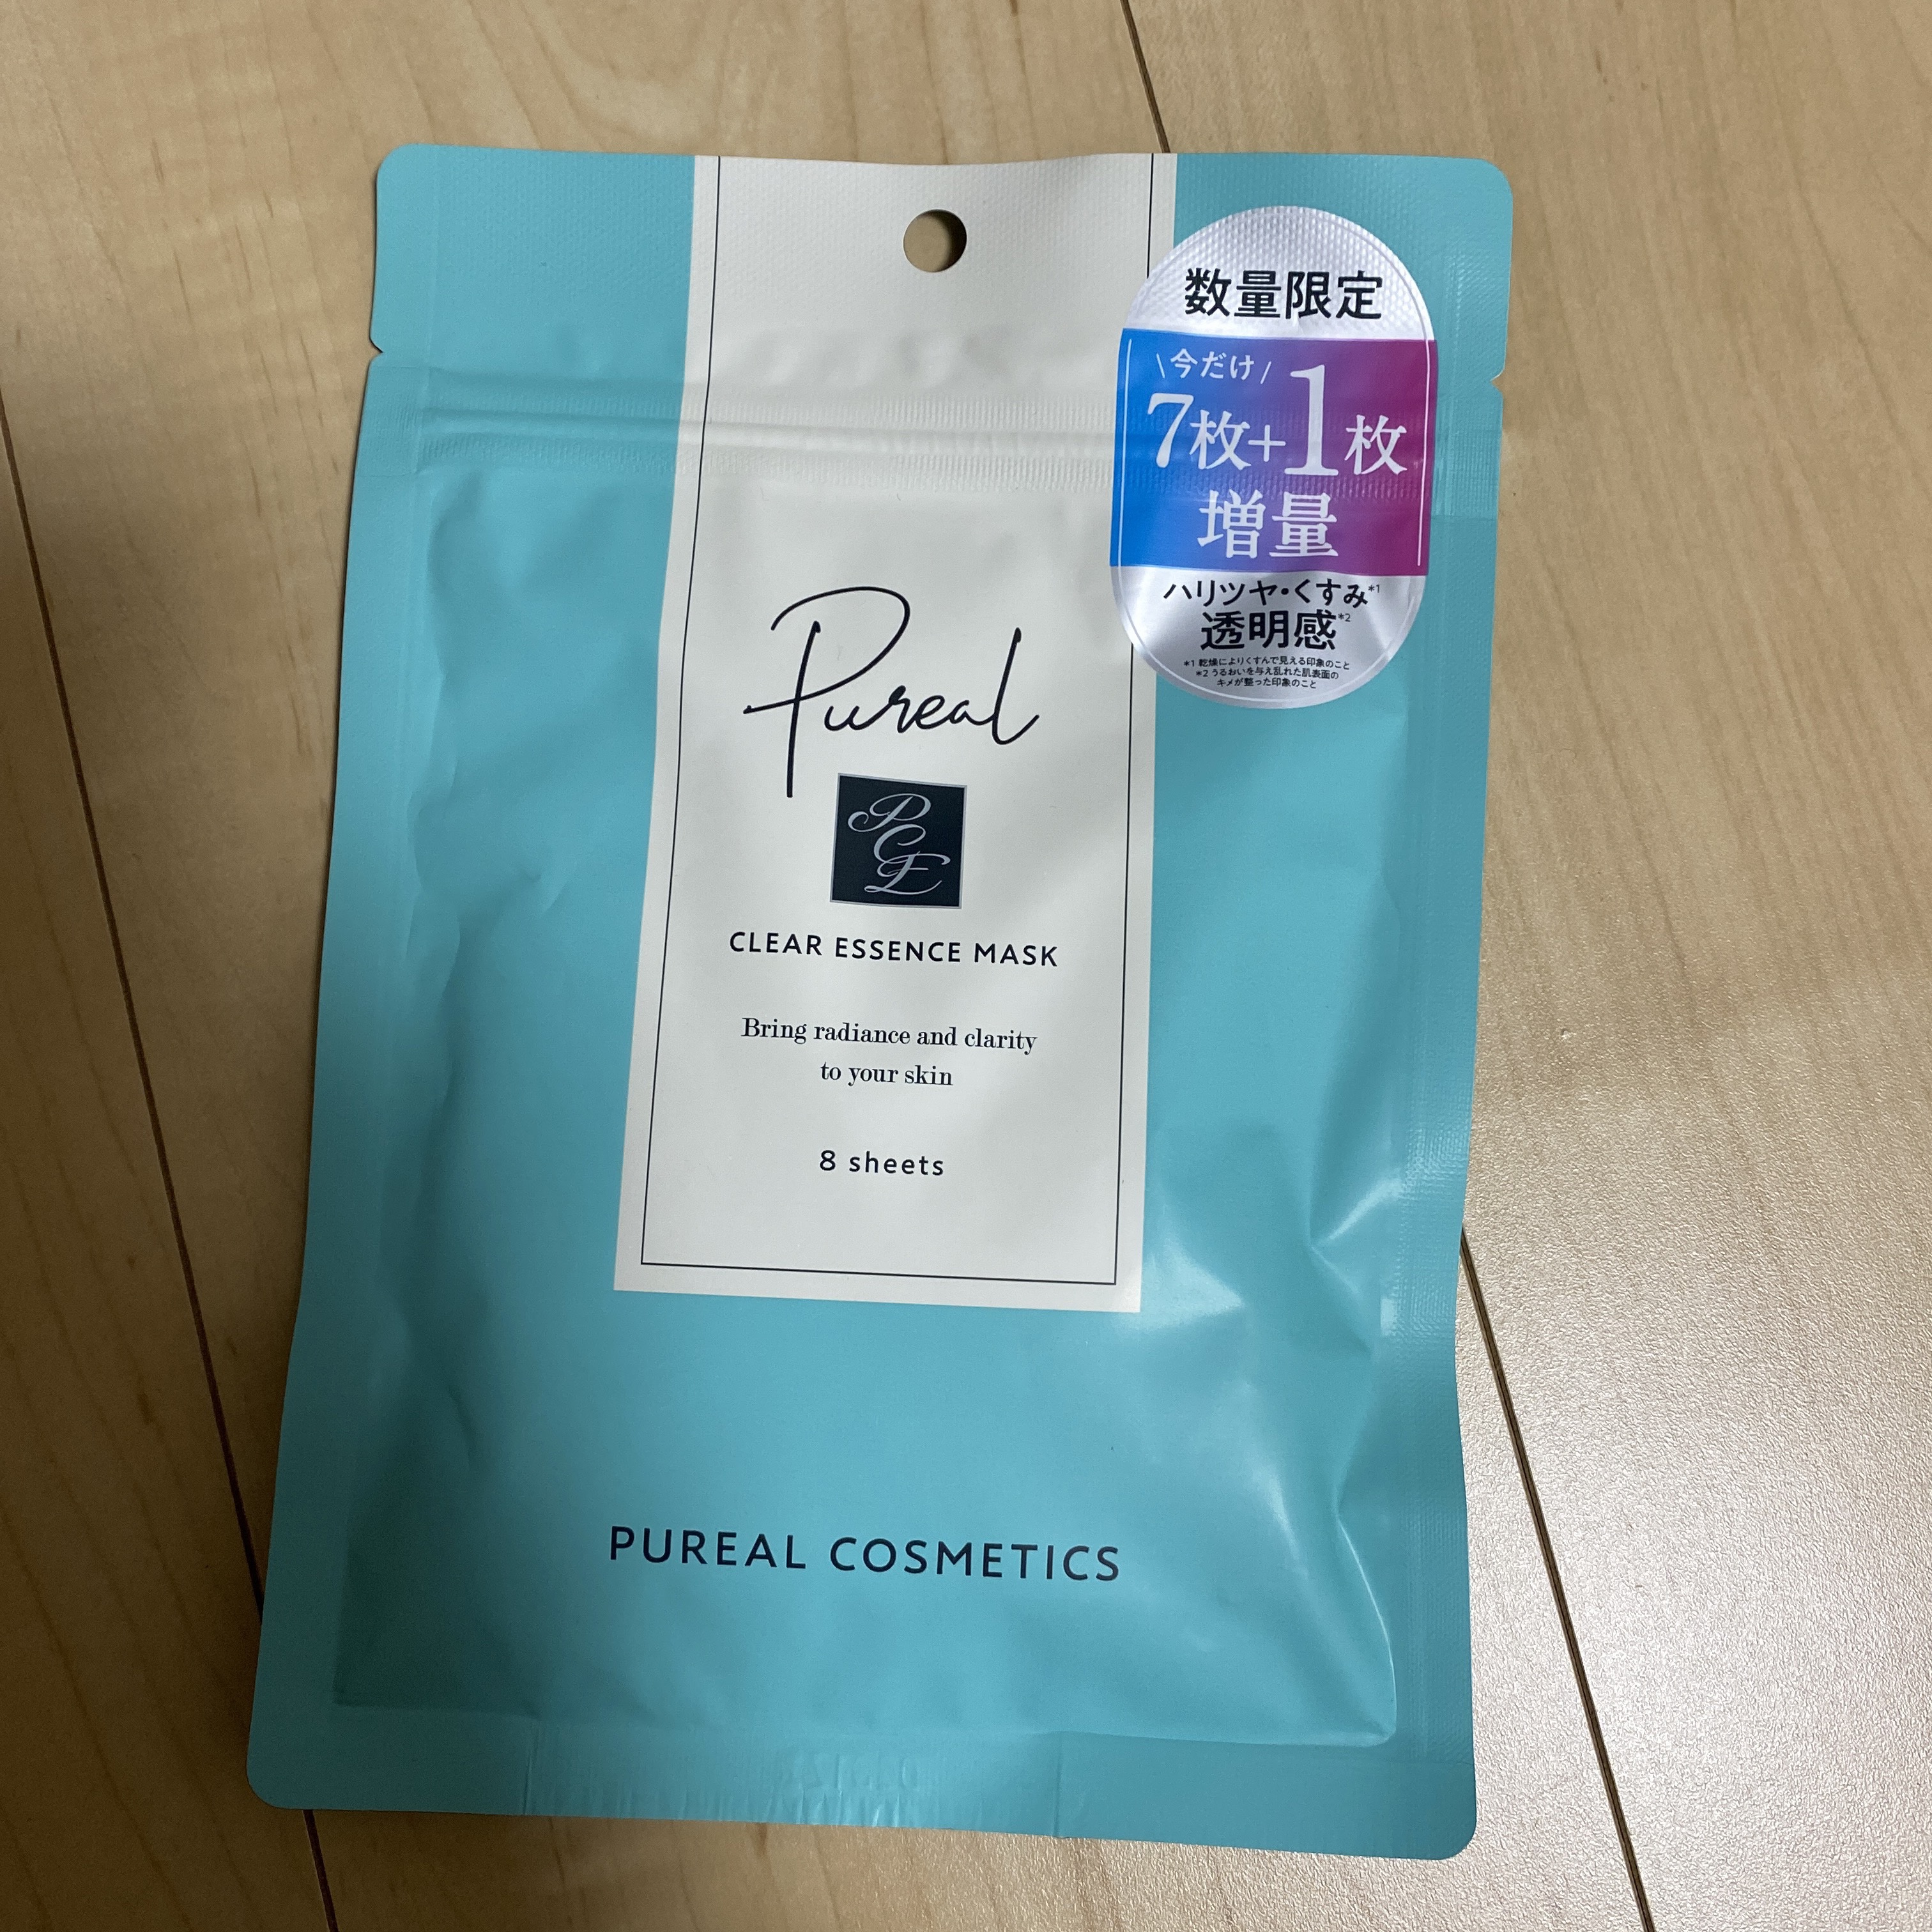 数量限定
\今だけ/
7枚+1枚
増量
ハリツヤ・くすみ*1
透明感*2
*1 乾燥によりくすんで見える印象のこと
*2 うるおいを与え乱れた肌表面の
キメが整った印象のこと
Pureal
PCE
CLEAR ESSENCE MASK
Bring radiance and clarity
to your skin
8 sheets
PUREAL COSMETICS